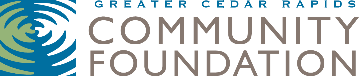 GREATER CEDAR RAPIDS
COMMUNITY
FOUNDATION